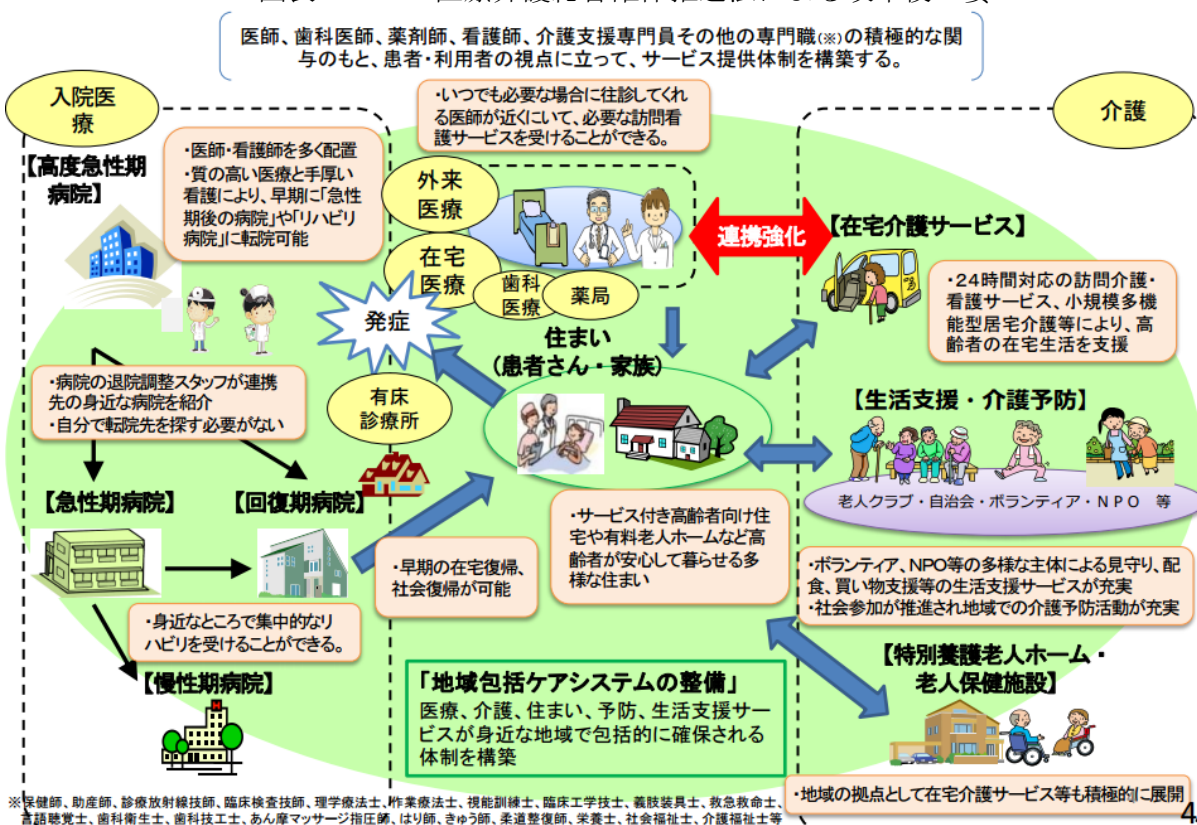 医師、歯科医師、薬剤師、看護師、介護支援専門員その他の専門職(※)の積極的な関
与のもと、患者・利用者の視点に立って、サービス提供体制を構築する。
入院医
療
【高度急性期
病院】
・医師・看護師を多く配置
・質の高い医療と手厚い
看護により、早期に「急性
期後の病院」や「リハビリ
病院」に転院可能
・いつでも必要な場合に往診してくれ
る医師が近くにいて、必要な訪問看
護サービスを受けることができる。
外来
医療
在宅
医療
歯科
医療
薬局
連携強化
介護
【在宅介護サービス】
・24時間対応の訪問介護・
看護サービス、小規模多機
能型居宅介護等により、高
齢者の在宅生活を支援
発症
住まい
(患者さん・家族)
・病院の退院調整スタッフが連携
先の身近な病院を紹介
・自分で転院先を探す必要がない
有床
診療所
【生活支援・介護予防】
老人クラブ・自治会・ボランティア・NPO 等
【急性期病院】
【回復期病院】
・早期の在宅復帰、
社会復帰が可能
・サービス付き高齢者向け住
宅や有料老人ホームなど高
齢者が安心して暮らせる多
様な住まい
・ボランティア、NPO等の多様な主体による見守り、配
食、買い物支援等の生活支援サービスが充実
・社会参加が推進され地域での介護予防活動が充実
・身近なところで集中的なリ
ハビリを受けることができる。
【慢性期病院】
H
「地域包括ケアシステムの整備」
医療、介護、住まい、予防、生活支援サー
ビスが身近な地域で包括的に確保される
体制を構築
【特別養護老人ホーム・
老人保健施設】
・地域の拠点として在宅介護サービス等も積極的に展開
※保健師、助産師、診療放射線技師、臨床検査技師、理学療法士、作業療法士、視能訓練士、臨床工学技士、義肢装具士、救急救命士、
言語聴覚士、歯科衛生士、歯科技工士、あん摩マッサージ指圧師、はり師、きゅう師、柔道整復師、栄養士、社会福祉士、介護福祉士等
4